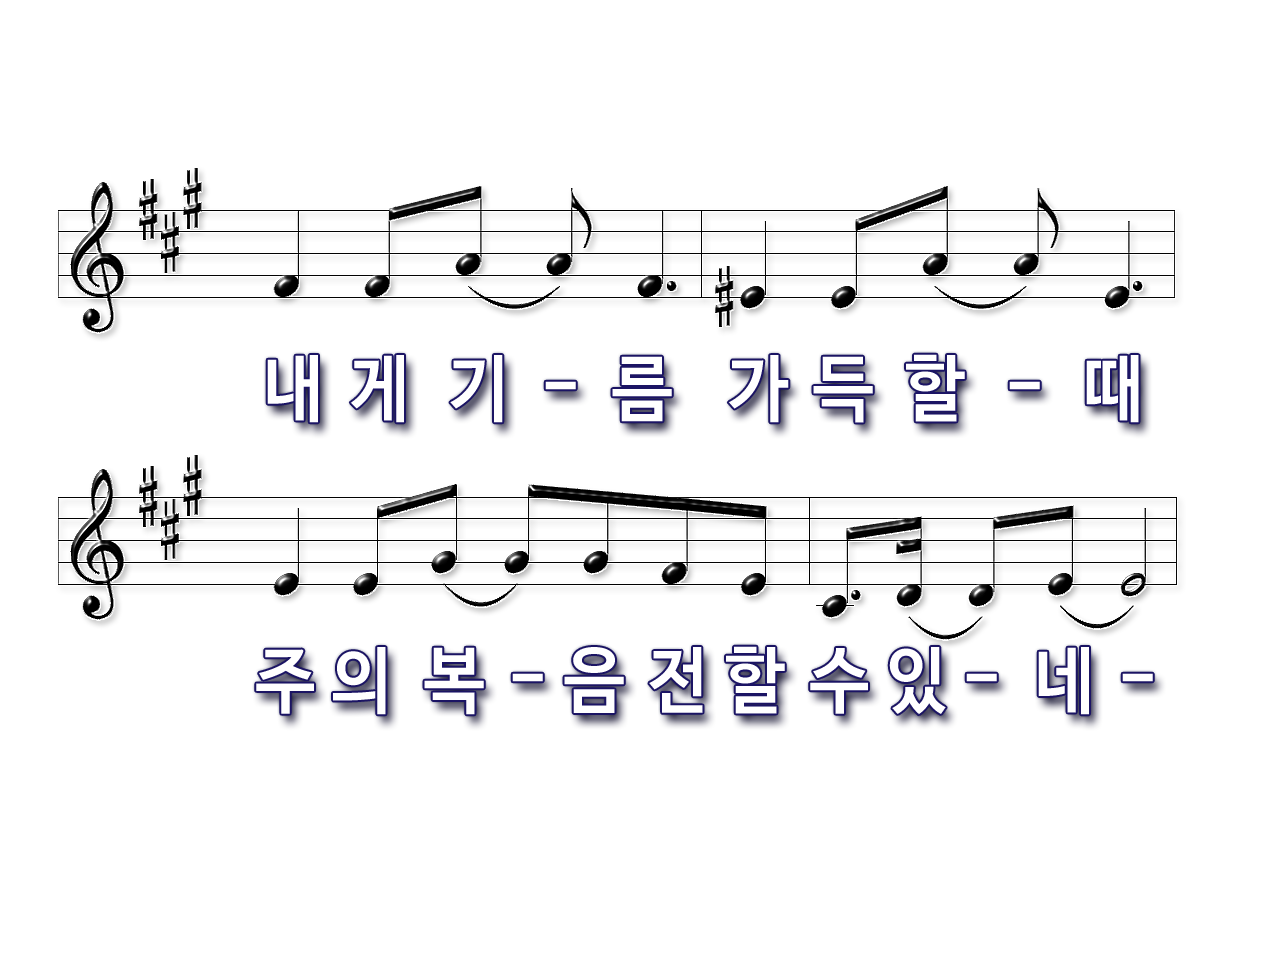 내 게 기 - 름 가 득 할 - 때
주 의 복 - 음 전 할 수 있 - 네 -